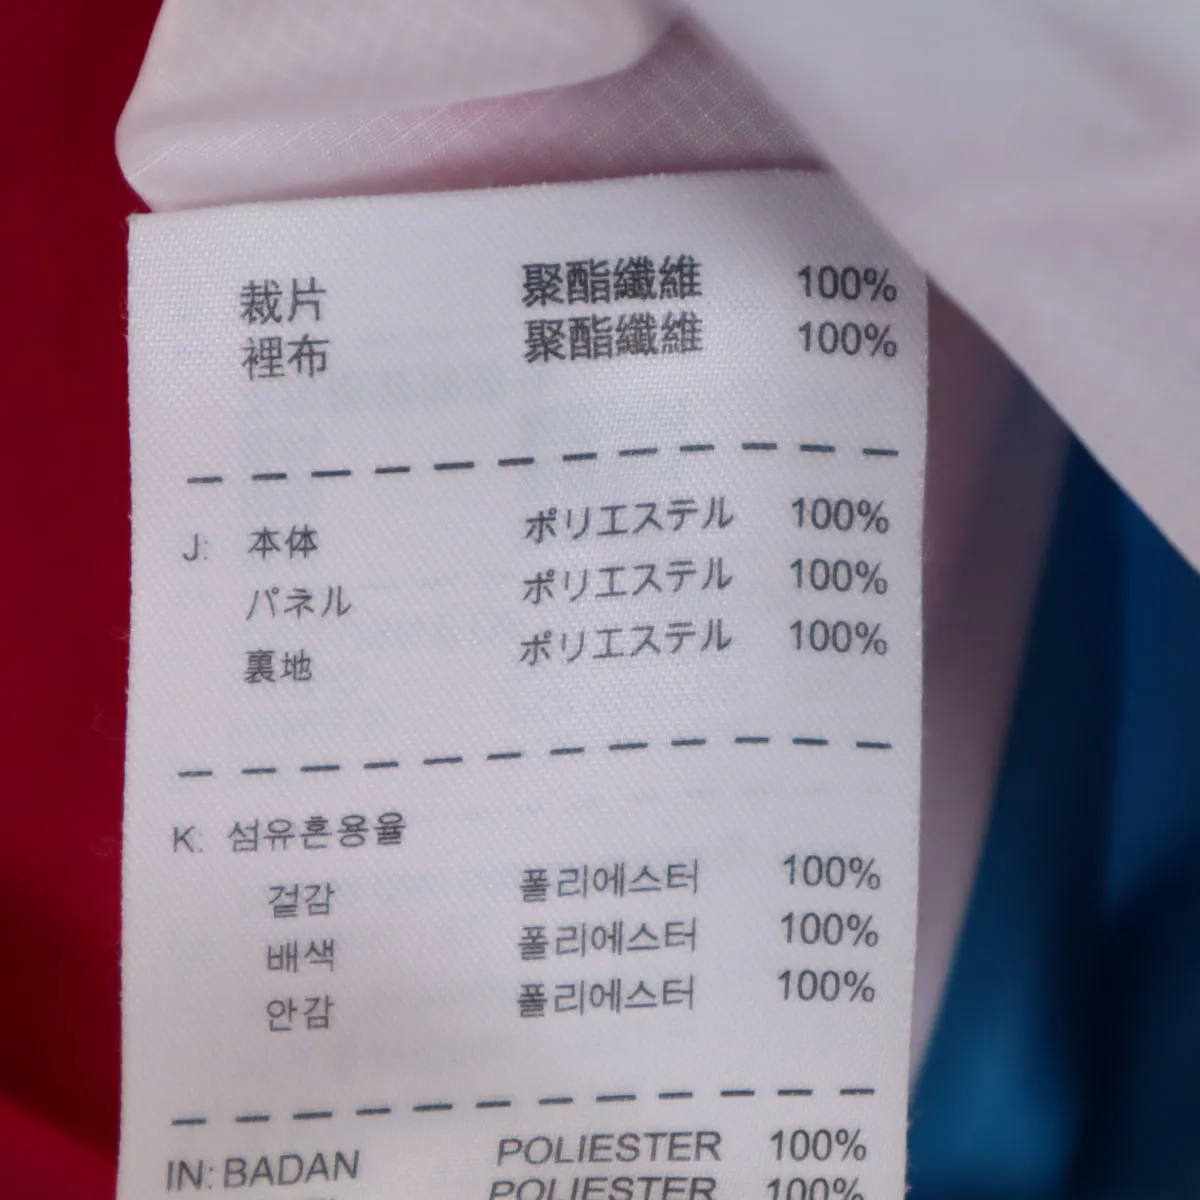 裁片 聚酯纖維 100%
裡布 聚酯纖維 100%
J: 本体 ポリエステル 100%
パネル ポリエステル 100%
裏地 ポリエステル 100%
K: 섬유혼용율
겉감 폴리에스터 100%
배색 폴리에스터 100%
안감 폴리에스터 100%
IN: BADAN POLIESTER 100%
POLIESTER 100%